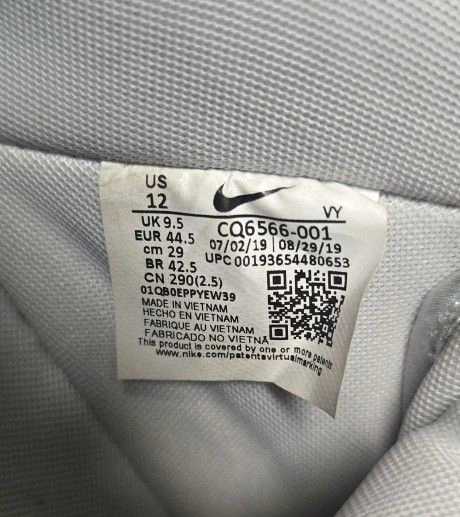 US
12
VY
UK 9.5
EUR 44.5
cm 29
BR 42.5
CN 290(2.5)
01QB0EPPYEW39
CQ6566-001
07/02/19 | 08/29/19
UPC 00193654480653
MADE IN VIETNAM
HECHO EN VIETNAM
FABRIQUE AU VIETNAM
FABRICADO NO VIETNA
This product is covered by one or more patents
www.nike.com/patentsvirtualmarking